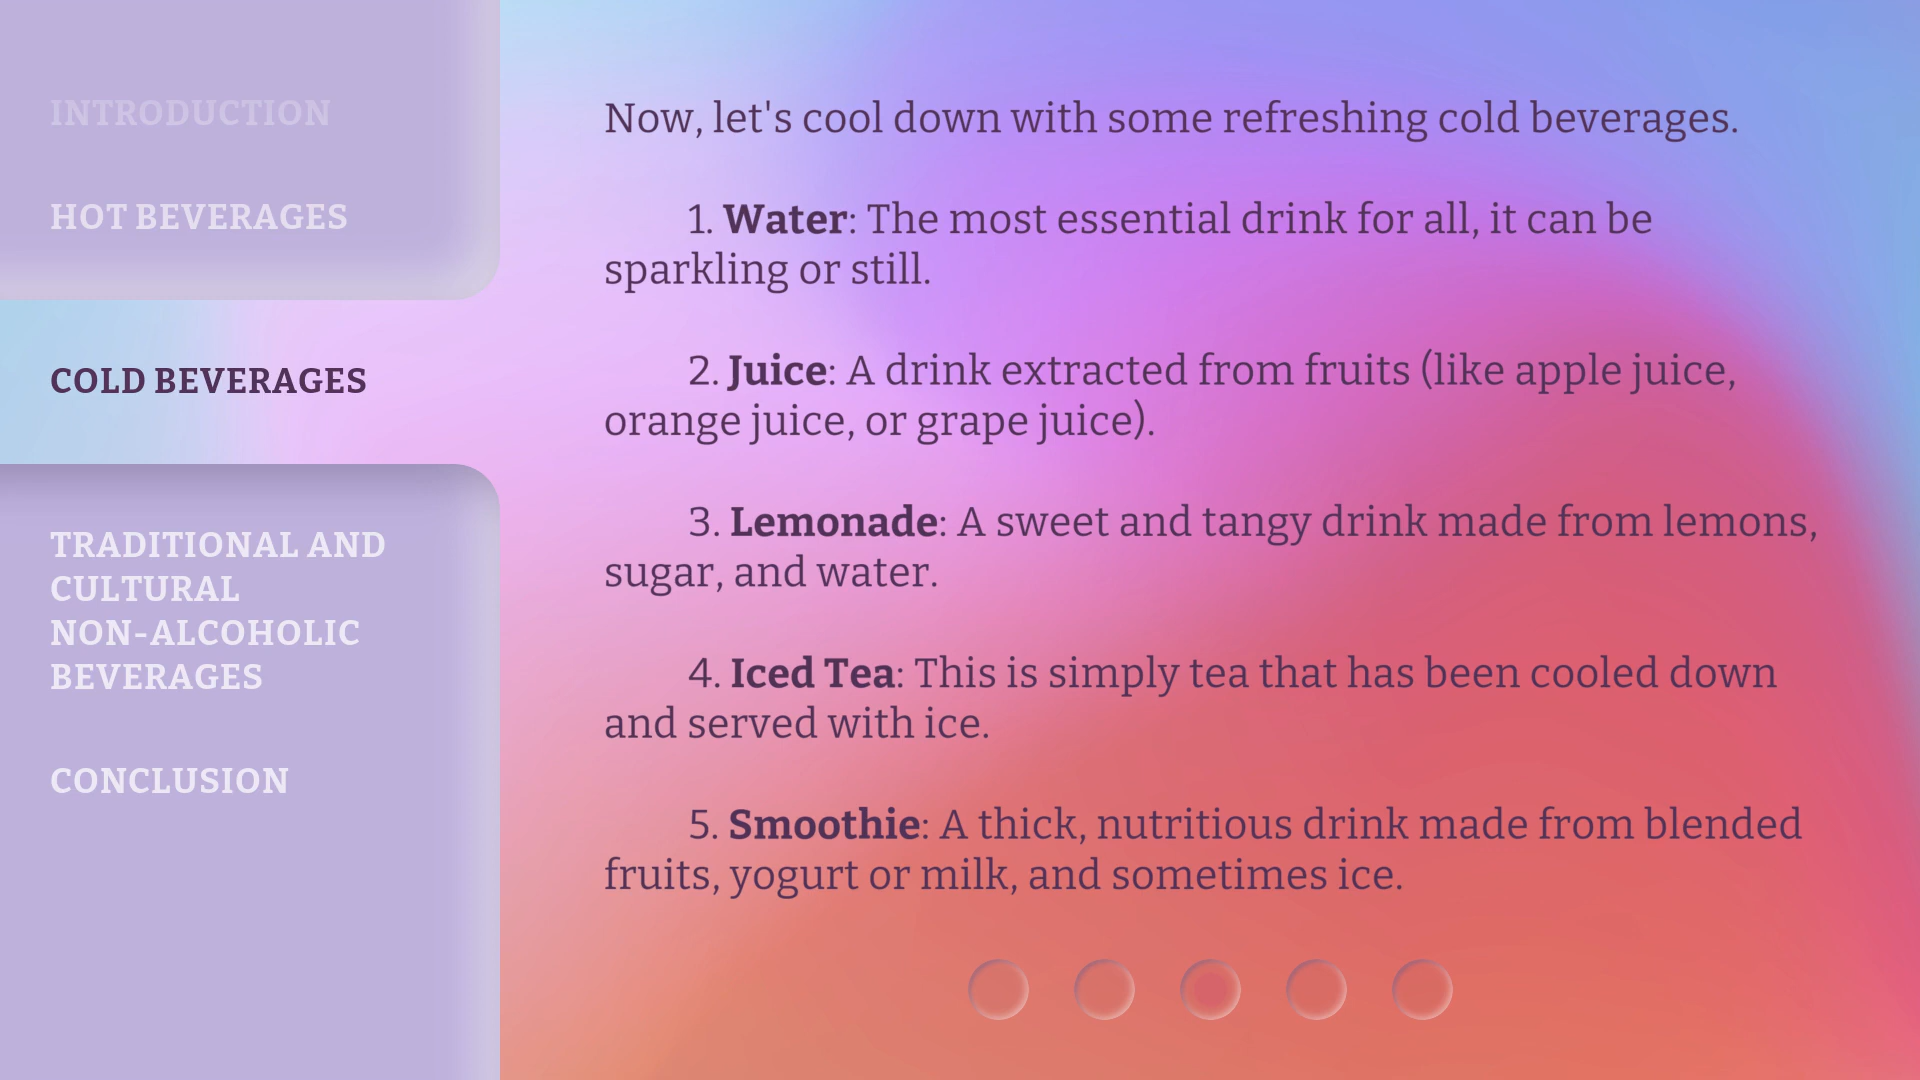 INTRODUCTION
HOT BEVERAGES
COLD BEVERAGES
TRADITIONAL AND
CULTURAL
NON-ALCOHOLIC
BEVERAGES
CONCLUSION
Now, let's cool down with some refreshing cold beverages.
1. Water: The most essential drink for all, it can be
sparkling or still.
2. Juice: A drink extracted from fruits (like apple juice,
orange juice, or grape juice).
3. Lemonade: A sweet and tangy drink made from lemons,
sugar, and water.
4. Iced Tea: This is simply tea that has been cooled down
and served with ice.
5. Smoothie: A thick, nutritious drink made from blended
fruits, yogurt or milk, and sometimes ice.